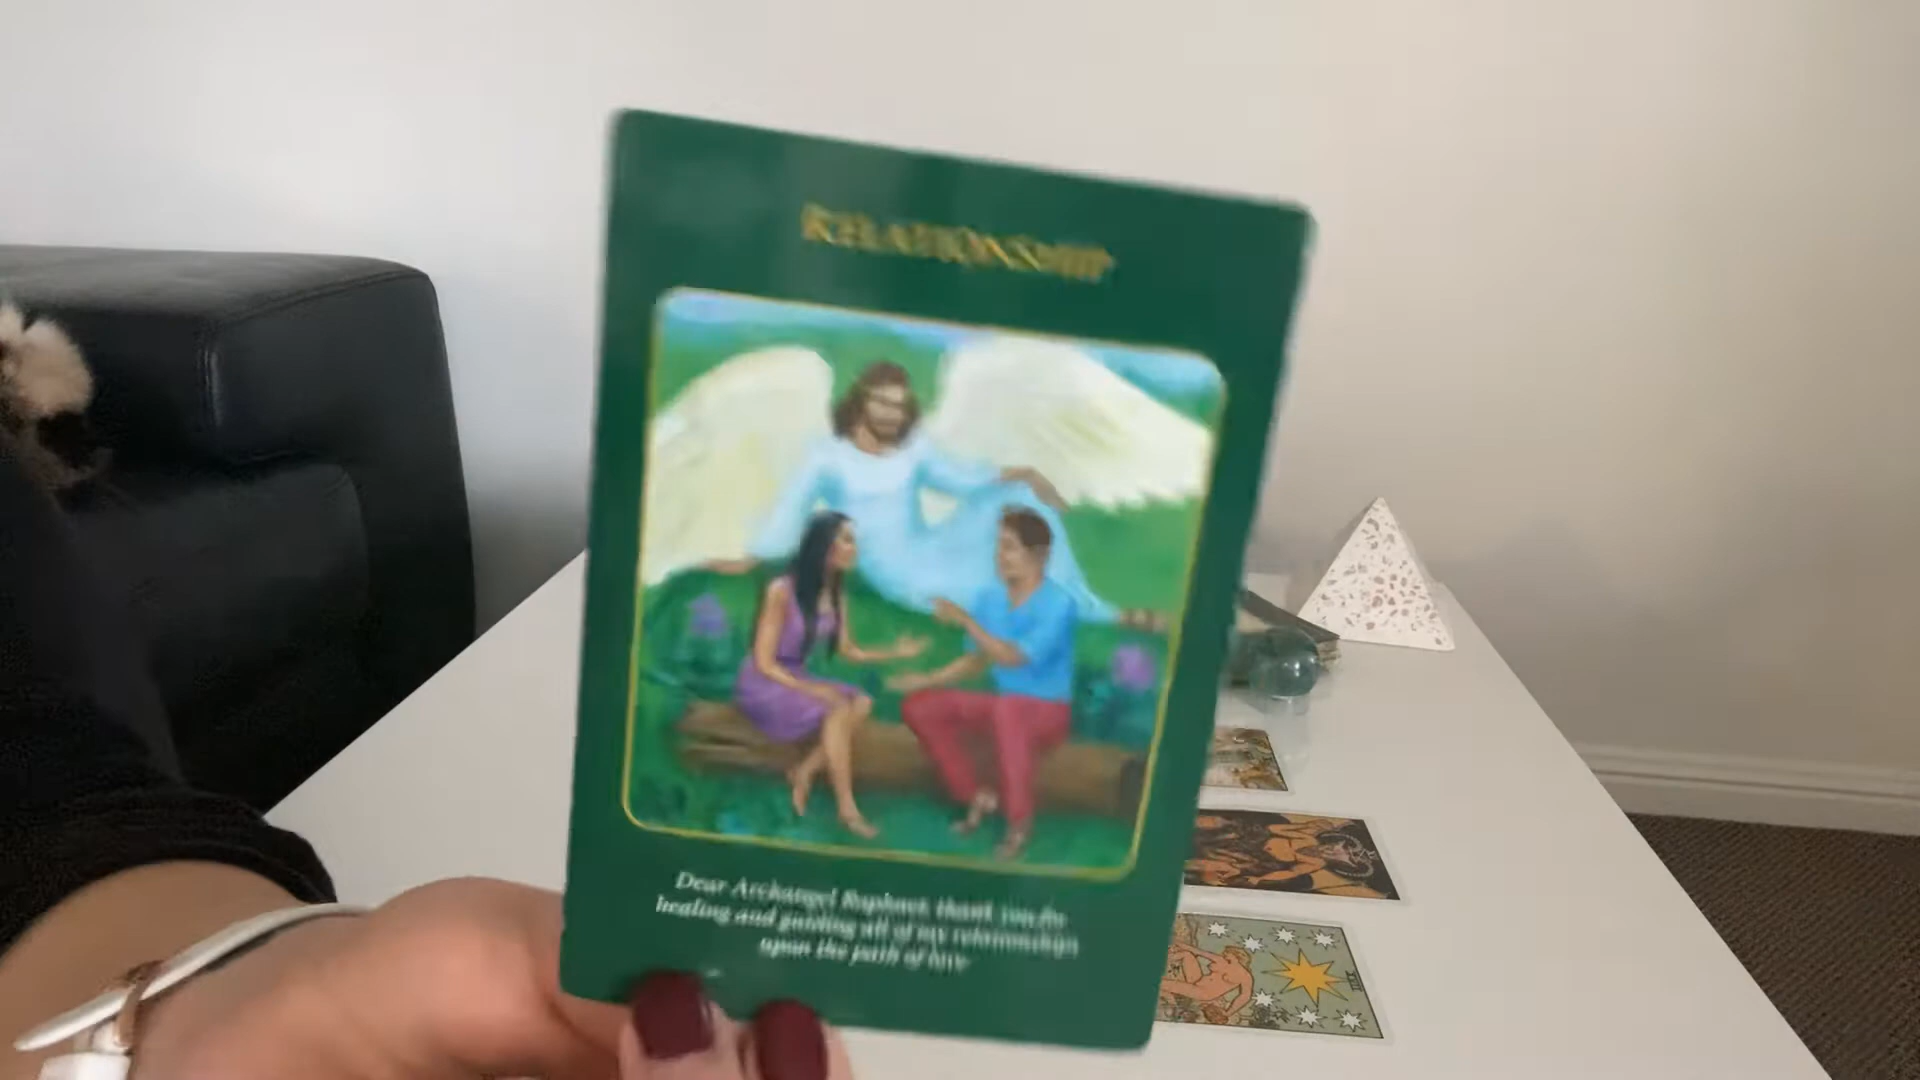 RELATIONSHIP
Dear Archangel Raphael, thank you for
healing and guiding all of my relationships
upon the path of love
XVII